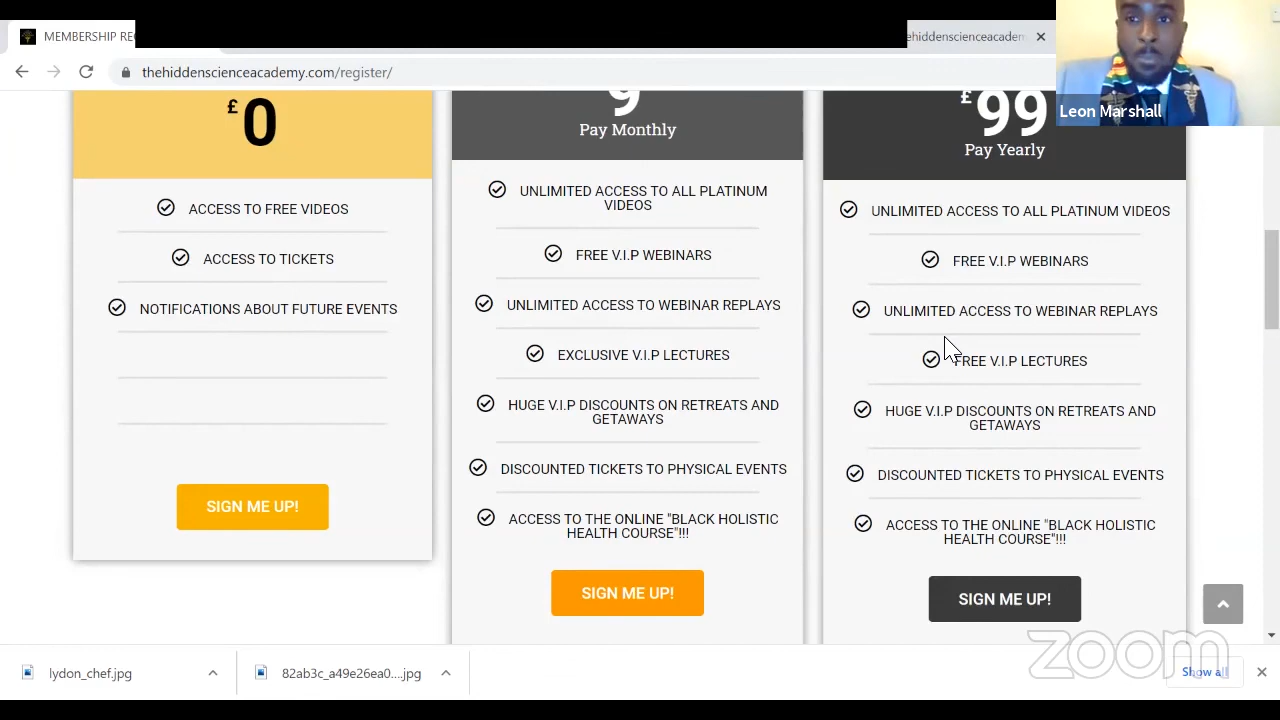 MEMBERSHIP RE
ehiddenscienceadem
thehiddenscienceacademy.com/register/
Leon Marshall
£0
9
Pay Monthly
£99
Pay Yearly
ACCESS TO FREE VIDEOS
ACCESS TO TICKETS
NOTIFICATIONS ABOUT FUTURE EVENTS
SIGN ME UP!
UNLIMITED ACCESS TO ALL PLATINUM
VIDEOS
FREE V.I.P WEBINARS
UNLIMITED ACCESS TO WEBINAR REPLAYS
EXCLUSIVE V.I.P LECTURES
HUGE V.I.P DISCOUNTS ON RETREATS AND
GETAWAYS
DISCOUNTED TICKETS TO PHYSICAL EVENTS
ACCESS TO THE ONLINE "BLACK HOLISTIC
HEALTH COURSE"!!!
SIGN ME UP!
UNLIMITED ACCESS TO ALL PLATINUM VIDEOS
FREE V.I.P WEBINARS
UNLIMITED ACCESS TO WEBINAR REPLAYS
FREE V.I.P LECTURES
HUGE V.I.P DISCOUNTS ON RETREATS AND
GETAWAYS
DISCOUNTED TICKETS TO PHYSICAL EVENTS
ACCESS TO THE ONLINE "BLACK HOLISTIC
HEALTH COURSE"!!!
SIGN ME UP!
zoom
lydon_chef.jpg
82ab3c_a49e26ea0....jpg
Show all